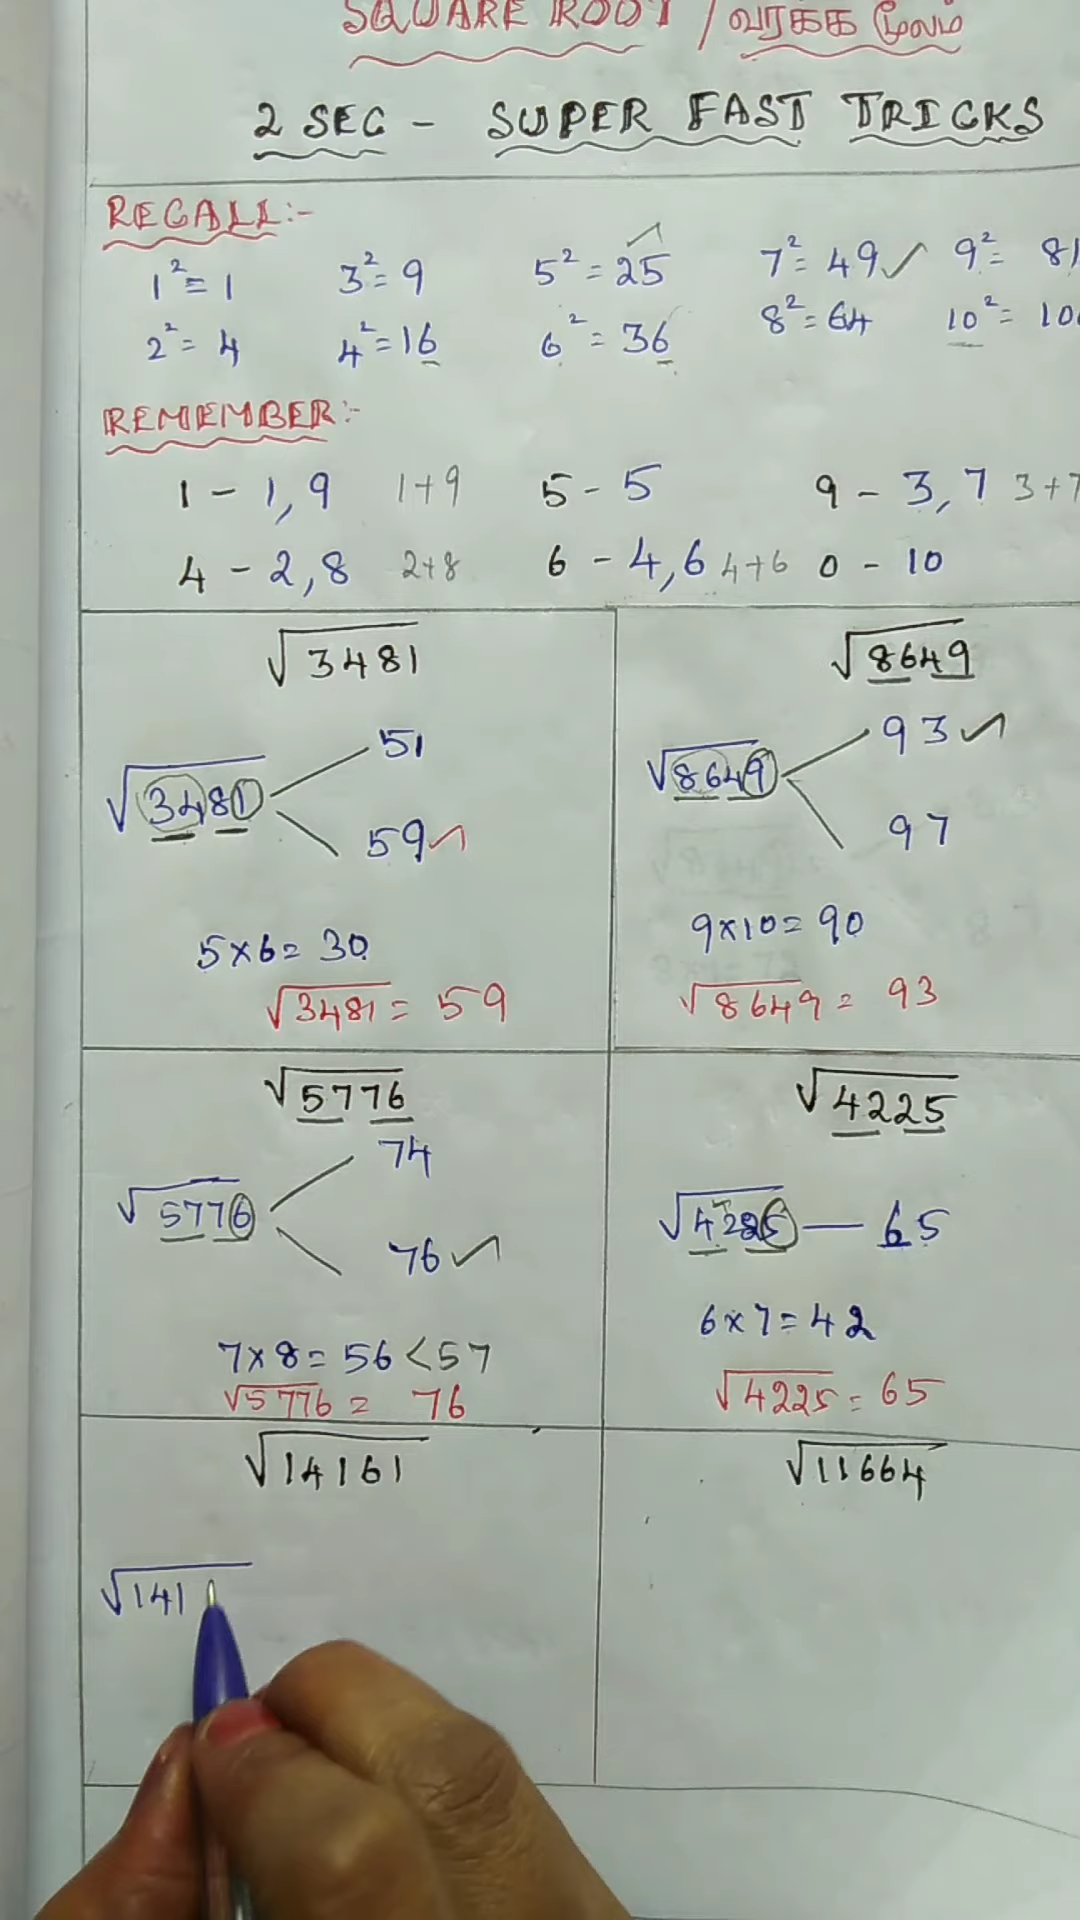 SQUARE ROOT / வர்க்க மூலம்
2 SEC - SUPER FAST TRICKS
RECALL:-
1² = 1 3² = 9 5² = 25 7² = 49 9² = 81
2² = 4 4² = 16 6² = 36 8² = 64 10² = 100
REMEMBER:-
1 - 1, 9 1+9 5 - 5 9 - 3, 7 3+7
4 - 2, 8 2+8 6 - 4, 6 4+6 0 - 10
√3481
√3481 51
59
5×6 = 30
√3481 = 59
√8649
√8649 93
97
9×10 = 90
√8649 = 93
√5776
√5776 74
76
7×8 = 56 < 57
√5776 = 76
√4225
√4225 — 65
6×7 = 42
√4225 = 65
√14161
√141
√11664